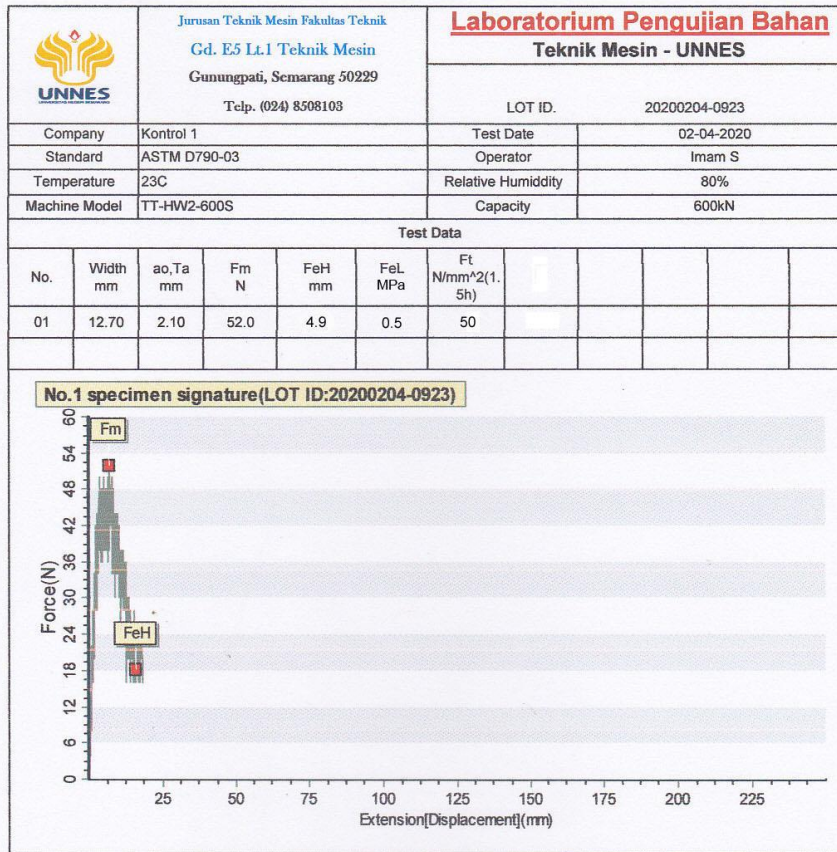 UNNES
UNIVERSITAS NEGERI SEMARANG
Jurusan Teknik Mesin Fakultas Teknik
Gd. E5 Lt.1 Teknik Mesin
Gunungpati, Semarang 50229
Telp. (024) 8508103
Laboratorium Pengujian Bahan
Teknik Mesin - UNNES
LOT ID. 20200204-0923
Company Kontrol 1 Test Date 02-04-2020
Standard ASTM D790-03 Operator Imam S
Temperature 23C Relative Humiddity 80%
Machine Model TT-HW2-600S Capacity 600kN
Test Data
No. Width mm ao,Ta mm Fm N FeH mm FeL MPa Ft N/mm^2(1.5h)
01 12.70 2.10 52.0 4.9 0.5 50
No.1 specimen signature(LOT ID:20200204-0923)
Fm
FeH
Force(N)
60
54
48
42
36
30
24
18
12
6
0
25 50 75 100 125 150 175 200 225
Extension[Displacement](mm)